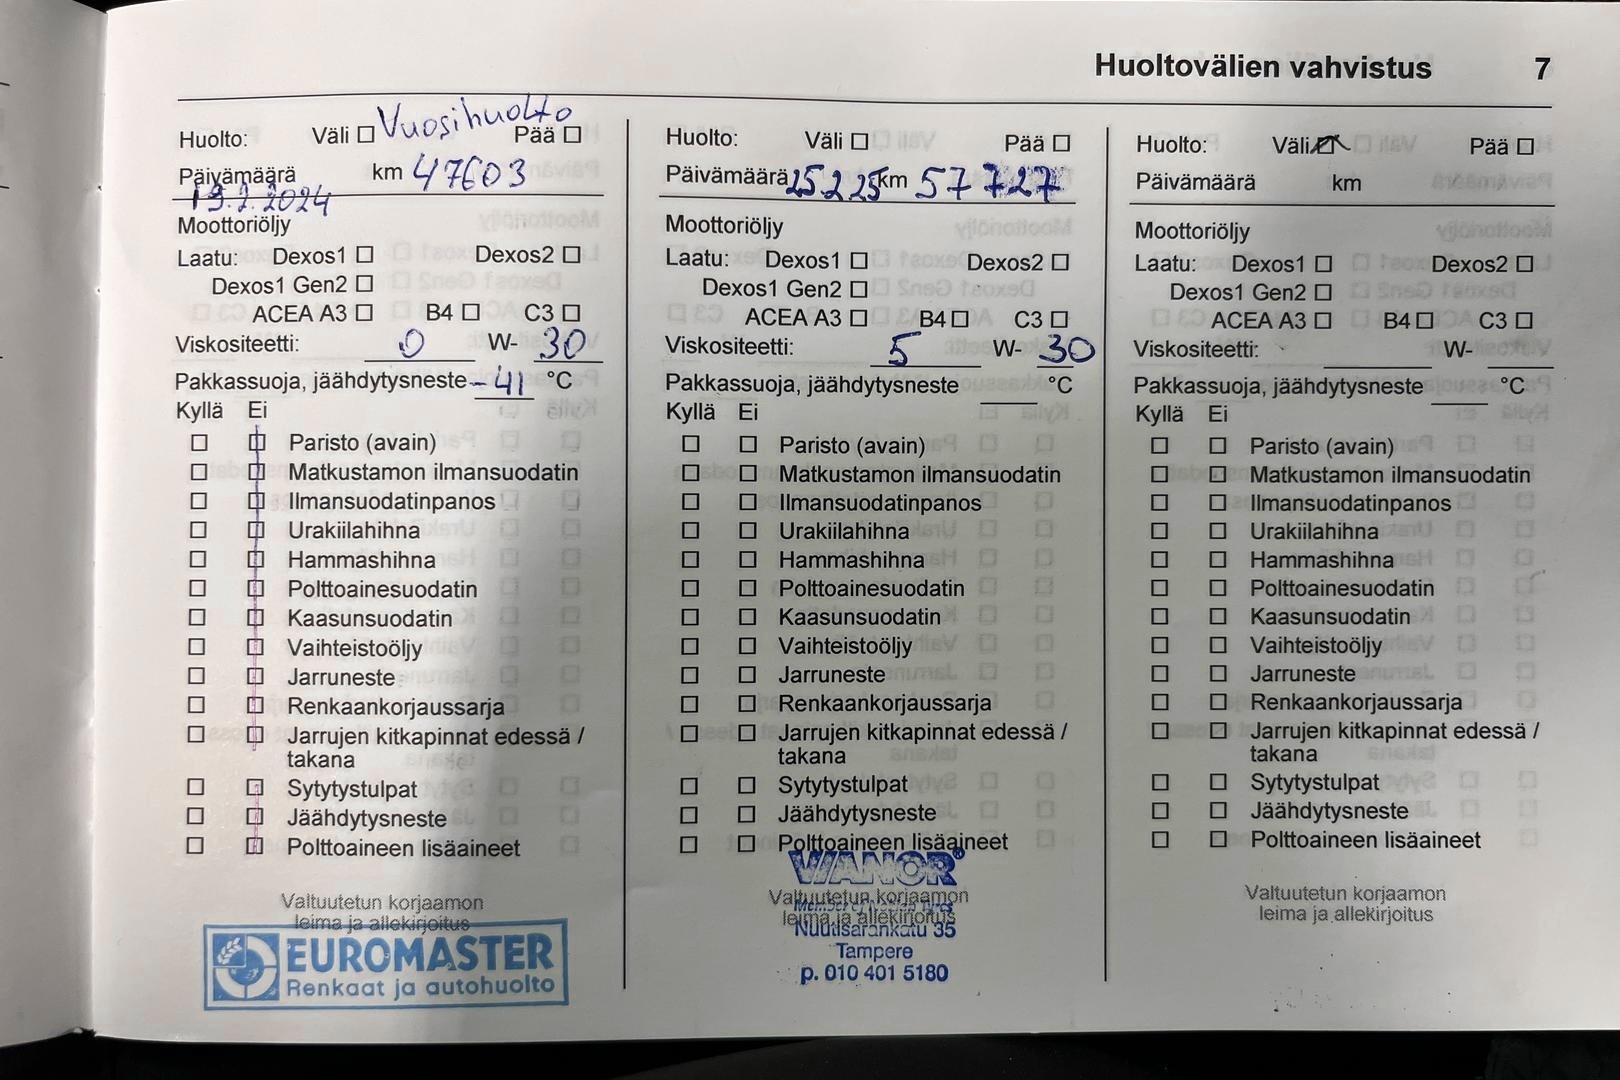 Huoltovälien vahvistus 7
Huolto: Väli ☐ Vuosihuolto Pää ☐
Päivämäärä km 47603
19.2.2024
Moottoriöljy
Laatu: Dexos1 ☐ Dexos2 ☐
Dexos1 Gen2 ☐
ACEA A3 ☐ B4 ☐ C3 ☐
Viskositeetti: 0 W- 30
Pakkassuoja, jäähdytysneste -41 °C
Kyllä Ei
Paristo (avain)
Matkustamon ilmansuodatin
Ilmansuodatinpanos
Urakiilahihna
Hammashihna
Polttoainesuodatin
Kaasunsuodatin
Vaihteistoöljy
Jarruneste
Renkaankorjaussarja
Jarrujen kitkapinnat edessä /
takana
Sytytystulpat
Jäähdytysneste
Polttoaineen lisäaineet
Valtuutetun korjaamon
leima ja allekirjoitus
EUROMASTER
Renkaat ja autohuolto
Huolto: Väli ☐ Pää ☐
Päivämäärä 25225 km 57727
Moottoriöljy
Laatu: Dexos1 ☐ Dexos2 ☐
Dexos1 Gen2 ☐
ACEA A3 ☐ B4 ☐ C3 ☐
Viskositeetti: 5 W- 30
Pakkassuoja, jäähdytysneste °C
Kyllä Ei
Paristo (avain)
Matkustamon ilmansuodatin
Ilmansuodatinpanos
Urakiilahihna
Hammashihna
Polttoainesuodatin
Kaasunsuodatin
Vaihteistoöljy
Jarruneste
Renkaankorjaussarja
Jarrujen kitkapinnat edessä /
takana
Sytytystulpat
Jäähdytysneste
Polttoaineen lisäaineet
VIANOR®
Valtuutetun korjaamon
leima ja allekirjoitus
Nuutisarankatu 35
Tampere
p. 010 401 5180
Huolto: Väli ☐ Pää ☐
Päivämäärä km
Moottoriöljy
Laatu: Dexos1 ☐ Dexos2 ☐
Dexos1 Gen2 ☐
ACEA A3 ☐ B4 ☐ C3 ☐
Viskositeetti: W-
Pakkassuoja, jäähdytysneste °C
Kyllä Ei
Paristo (avain)
Matkustamon ilmansuodatin
Ilmansuodatinpanos
Urakiilahihna
Hammashihna
Polttoainesuodatin
Kaasunsuodatin
Vaihteistoöljy
Jarruneste
Renkaankorjaussarja
Jarrujen kitkapinnat edessä /
takana
Sytytystulpat
Jäähdytysneste
Polttoaineen lisäaineet
Valtuutetun korjaamon
leima ja allekirjoitus